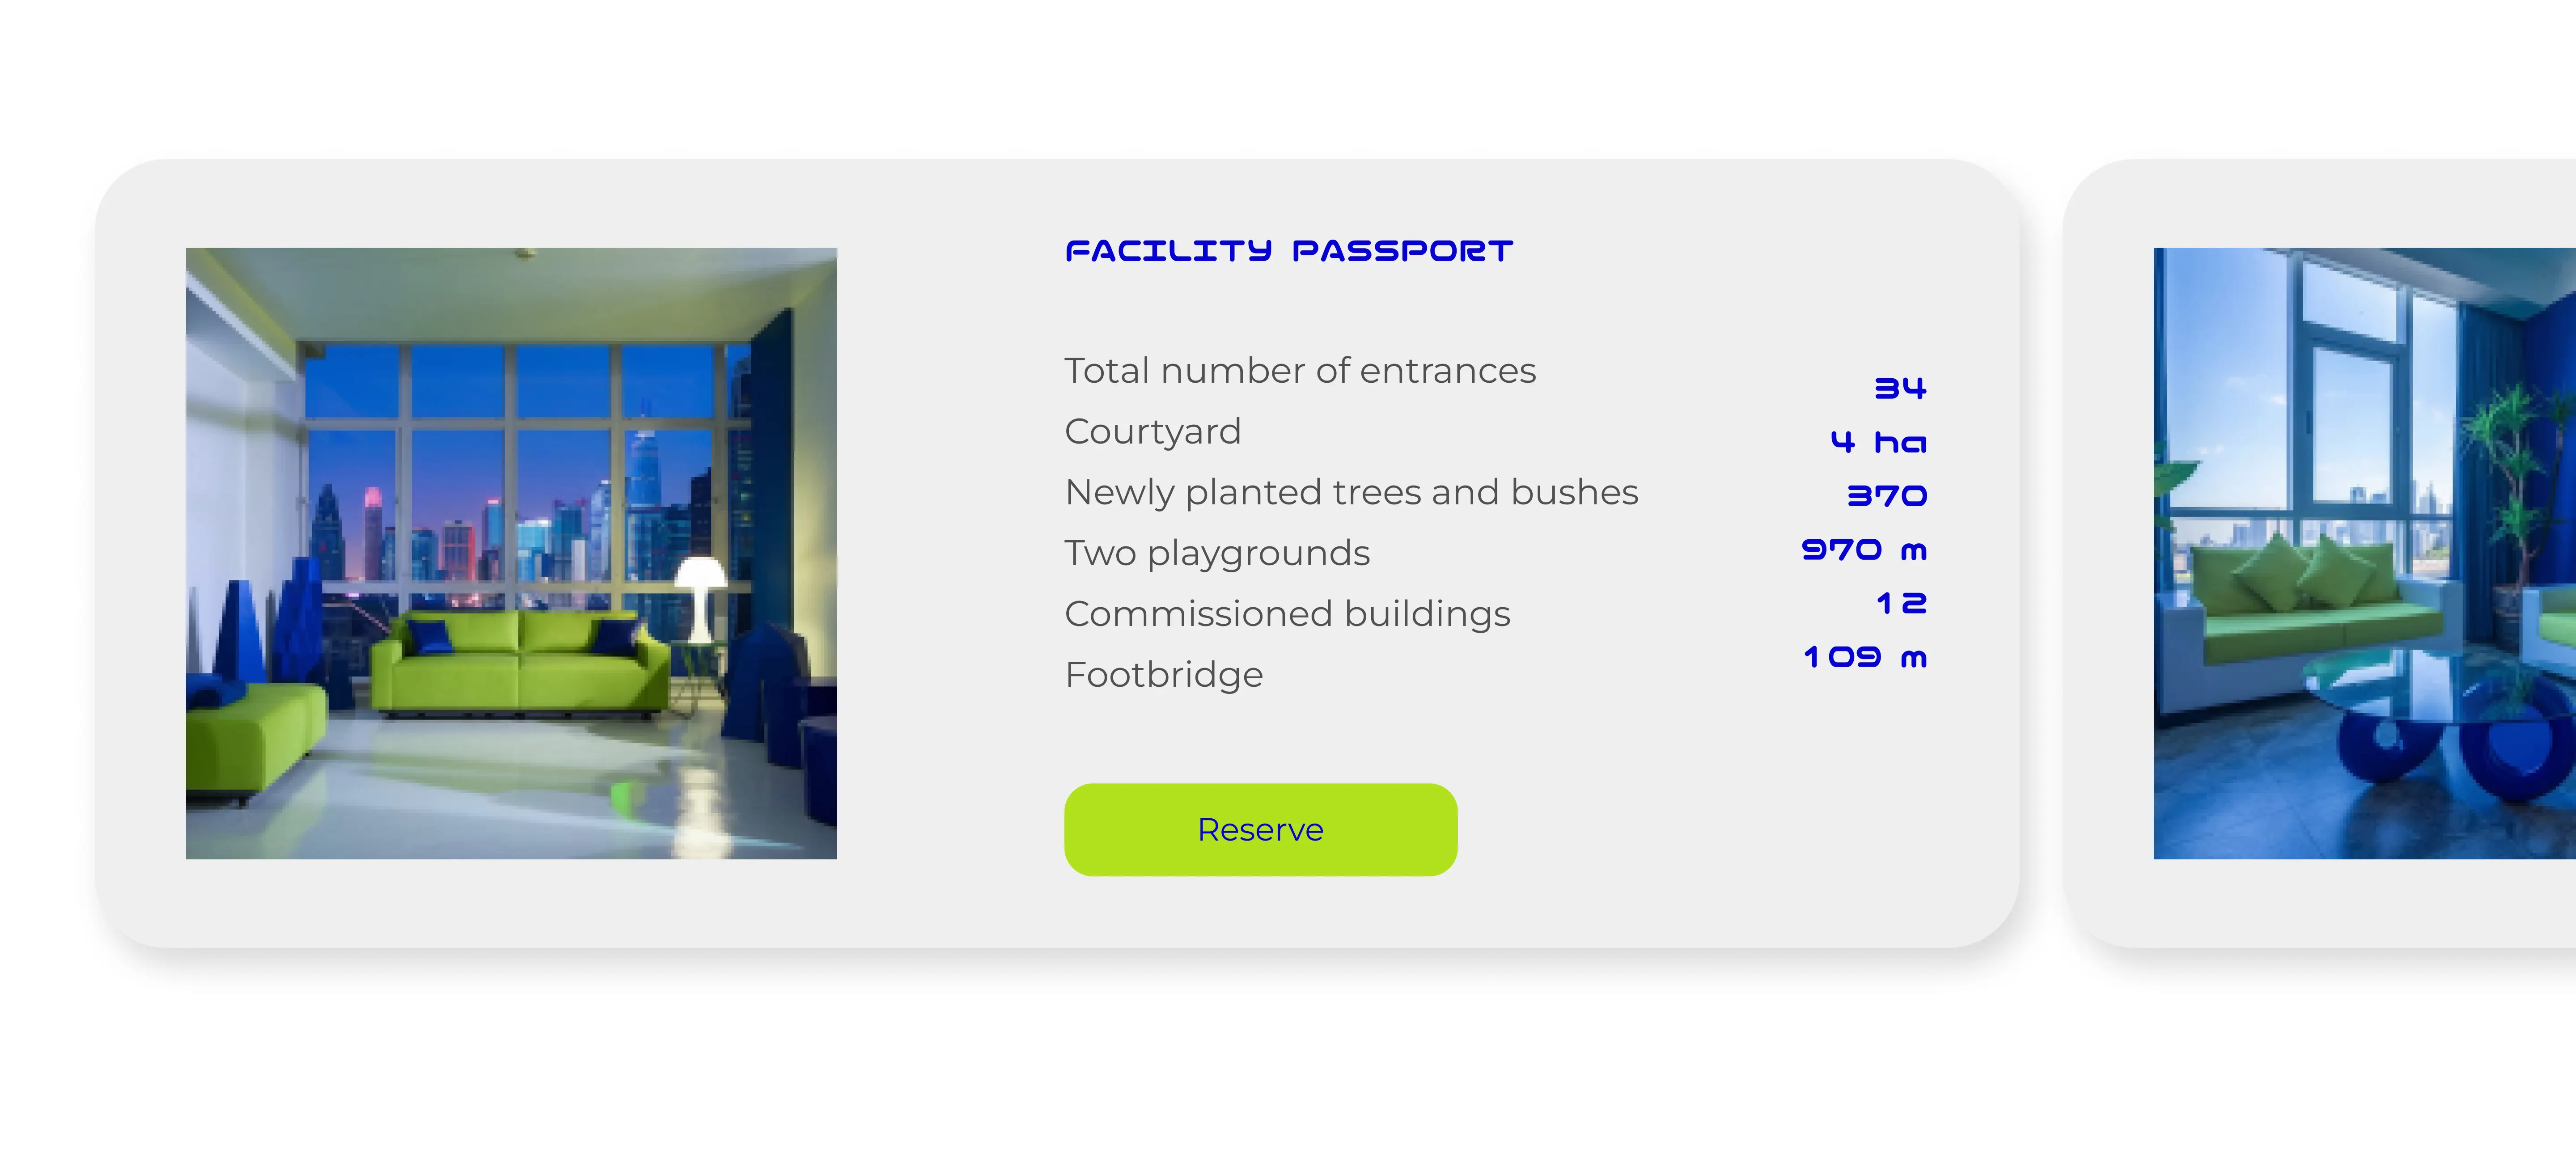 FACILITY PASSPORT
Total number of entrances 34
Courtyard 4 ha
Newly planted trees and bushes 370
Two playgrounds 970 m
Commissioned buildings 12
Footbridge 109 m
Reserve